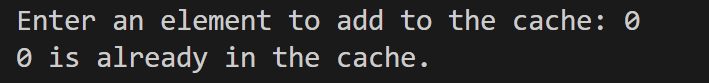 Enter an element to add to the cache: 0
0 is already in the cache.